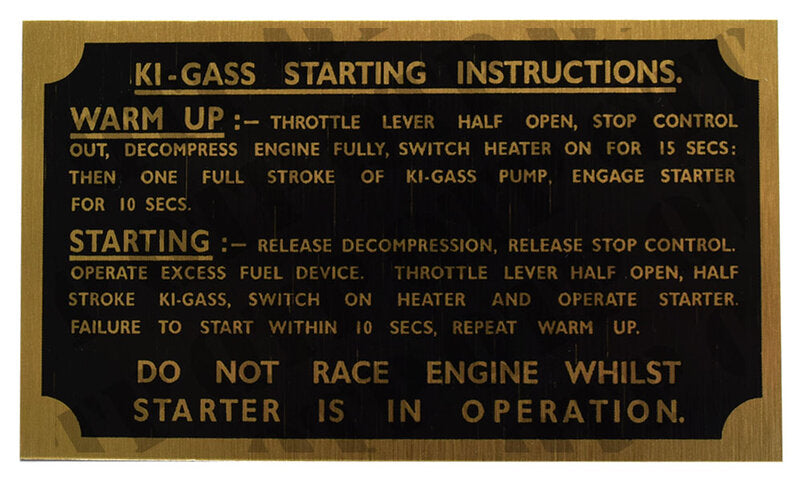 KI-GASS STARTING INSTRUCTIONS.
WARM UP :– THROTTLE LEVER HALF OPEN, STOP CONTROL
OUT, DECOMPRESS ENGINE FULLY, SWITCH HEATER ON FOR 15 SECS:
THEN ONE FULL STROKE OF KI-GASS PUMP, ENGAGE STARTER
FOR 10 SECS.
STARTING :– RELEASE DECOMPRESSION, RELEASE STOP CONTROL.
OPERATE EXCESS FUEL DEVICE. THROTTLE LEVER HALF OPEN, HALF
STROKE KI-GASS, SWITCH ON HEATER AND OPERATE STARTER.
FAILURE TO START WITHIN 10 SECS, REPEAT WARM UP.
DO NOT RACE ENGINE WHILST
STARTER IS IN OPERATION.